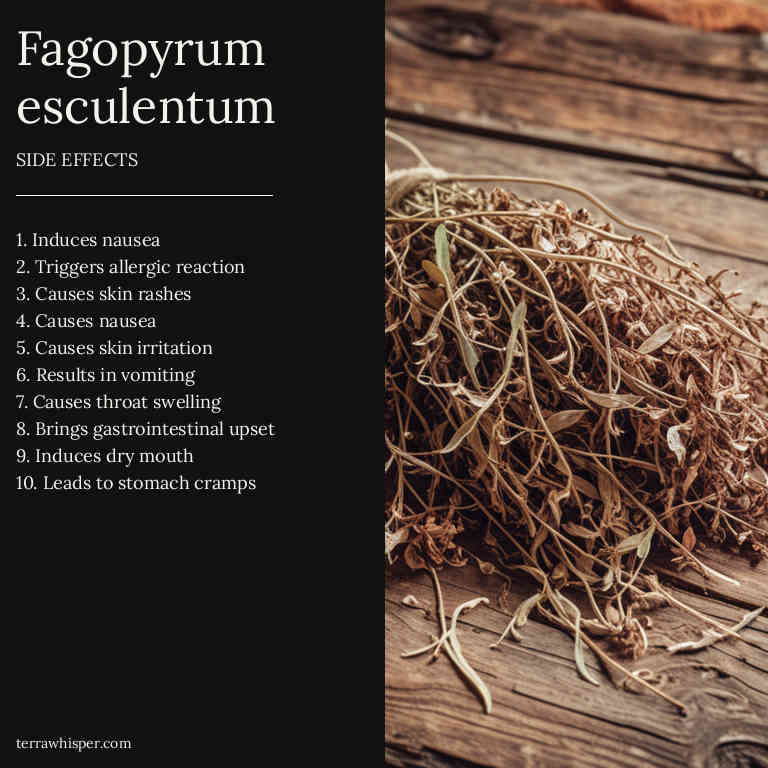 Fagopyrum
esculentum
SIDE EFFECTS
1. Induces nausea
2. Triggers allergic reaction
3. Causes skin rashes
4. Causes nausea
5. Causes skin irritation
6. Results in vomiting
7. Causes throat swelling
8. Brings gastrointestinal upset
9. Induces dry mouth
10. Leads to stomach cramps
terrawhisper.com